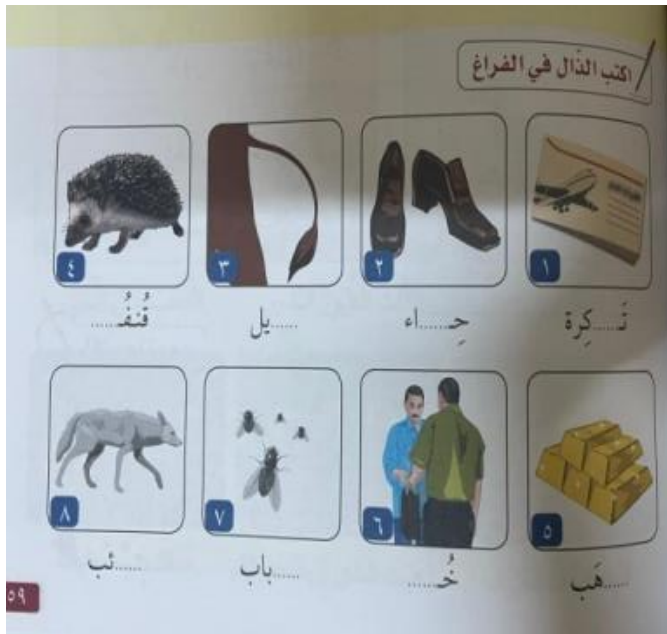 اكتب الذّال في الفراغ
١
٢
٣
٤
تَـ.....كِرة
حِـ.....اء
.....يل
قُنفُـ.....
٥
٦
٧
٨
.....هَب
خُـ.....
.....باب
.....ئب
٥٩